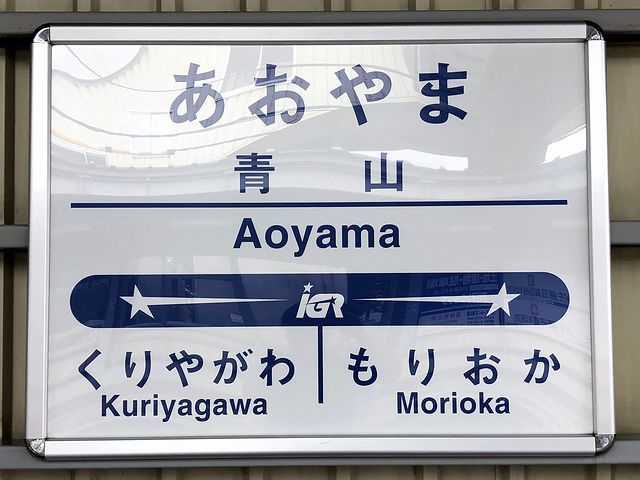 あおやま
青山
Aoyama
IGR
くりやがわ もりおか
Kuriyagawa Morioka